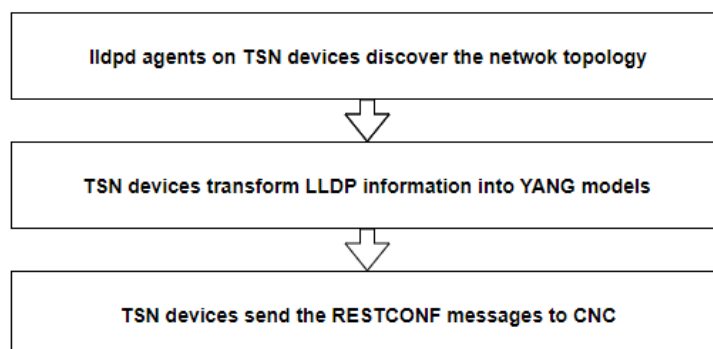 lldpd agents on TSN devices discover the netwok topology
TSN devices transform LLDP information into YANG models
TSN devices send the RESTCONF messages to CNC